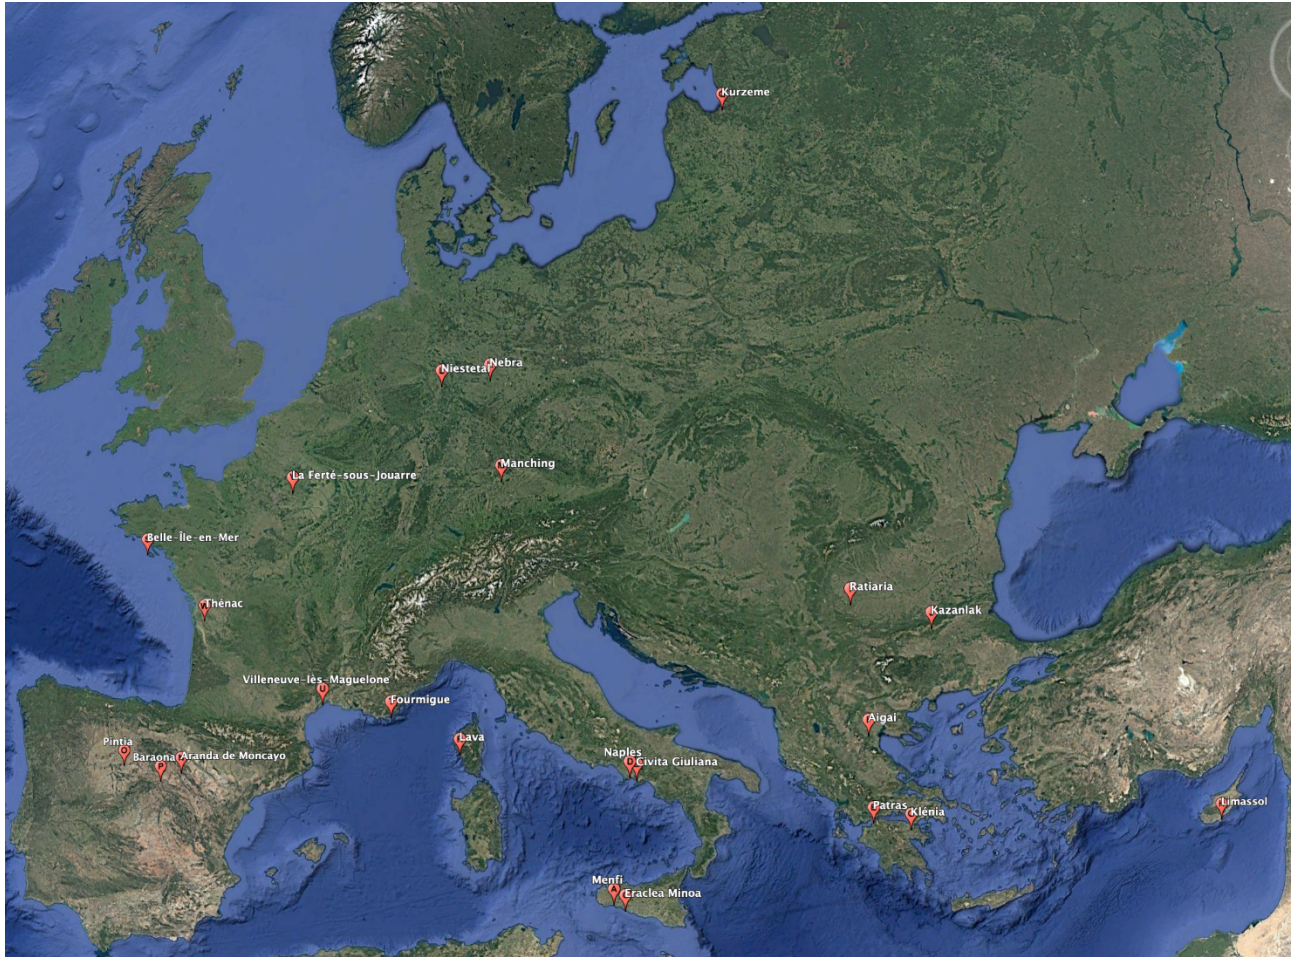 Kurzeme
Nebra
Niestetal
Manching
La Ferté-sous-Jouarre
Belle-Île-en-Mer
Ratiaria
Thénac
Kazanlak
Villeneuve-lès-Maguelone
Fourmigue
Aigai
Lava
Pintia
Naples
Baraona
Aranda de Moncayo
Civita Giuliana
Limassol
Patras
Klénia
Menfi
Eraclea Minoa